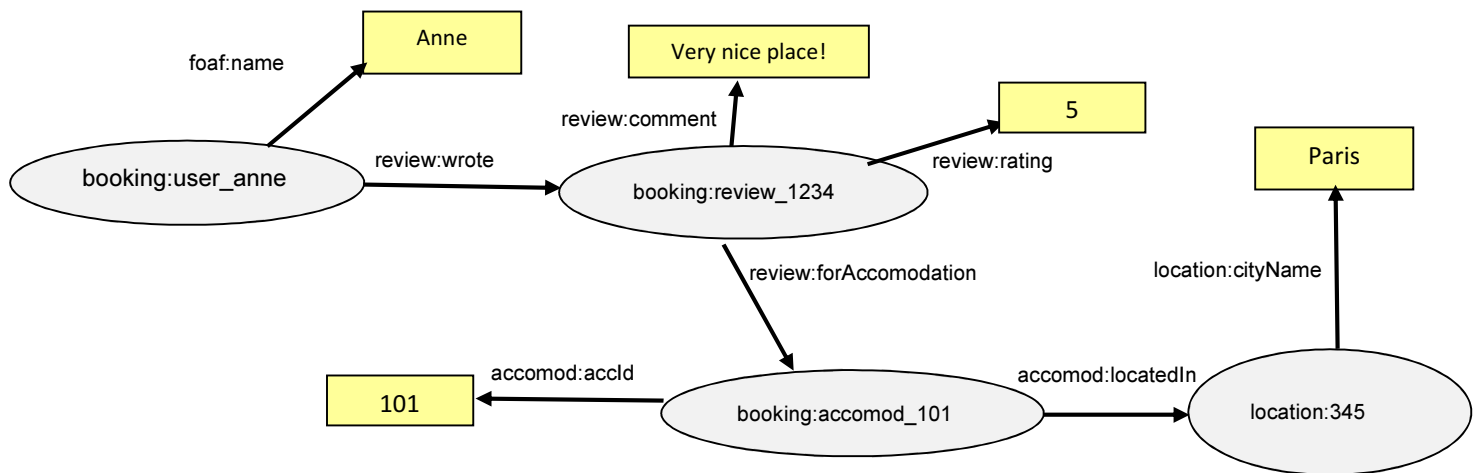 Anne
foaf:name
Very nice place!
review:comment
5
review:rating
review:wrote
booking:user_anne
booking:review_1234
Paris
review:forAccomodation
location:cityName
accomod:accId
101
booking:accomod_101
accomod:locatedIn
location:345